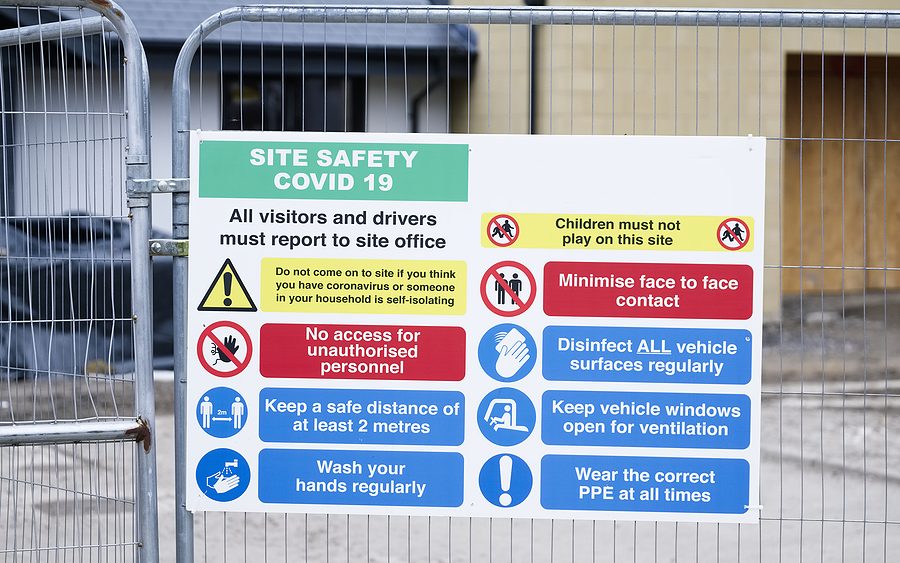 SITE SAFETY
COVID 19
All visitors and drivers
must report to site office
Do not come on to site if you think
you have coronavirus or someone
in your household is self-isolating
No access for
unauthorised
personnel
2m
Keep a safe distance of
at least 2 metres
Wash your
hands regularly
Children must not
play on this site
Minimise face to face
contact
Disinfect ALL vehicle
surfaces regularly
Keep vehicle windows
open for ventilation
Wear the correct
PPE at all times